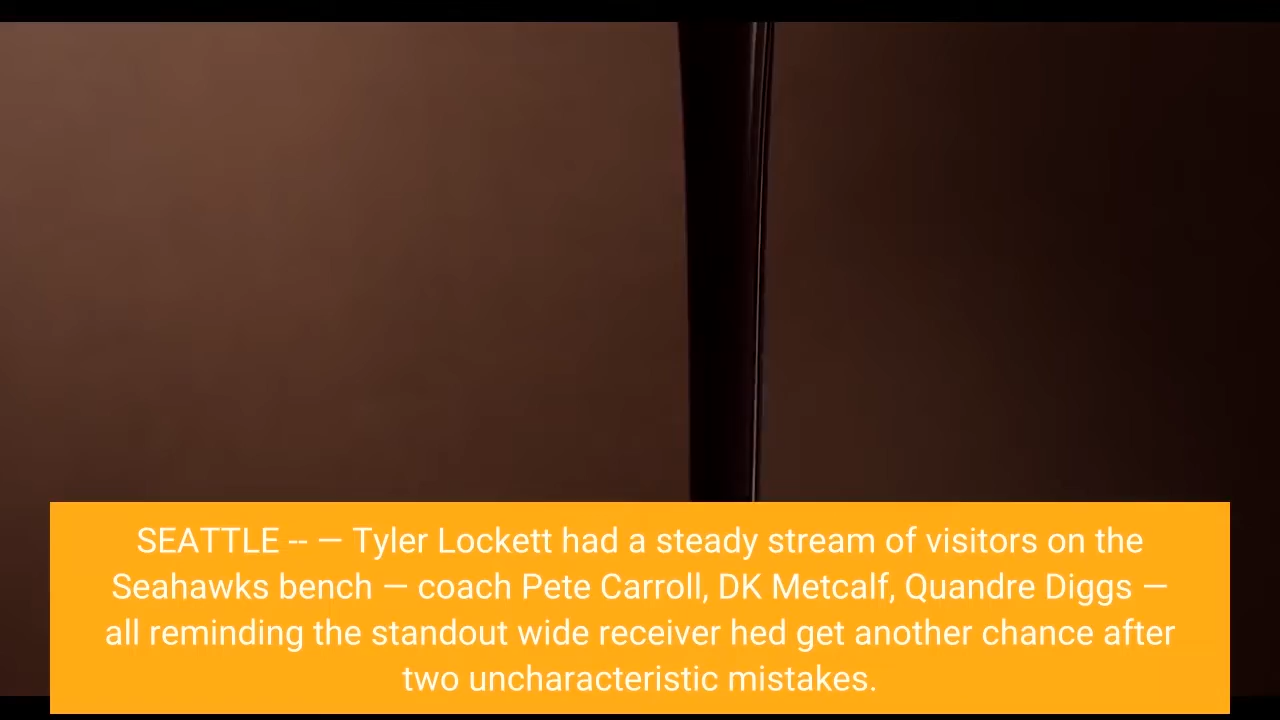 SEATTLE -- — Tyler Lockett had a steady stream of visitors on the
Seahawks bench — coach Pete Carroll, DK Metcalf, Quandre Diggs —
all reminding the standout wide receiver hed get another chance after
two uncharacteristic mistakes.